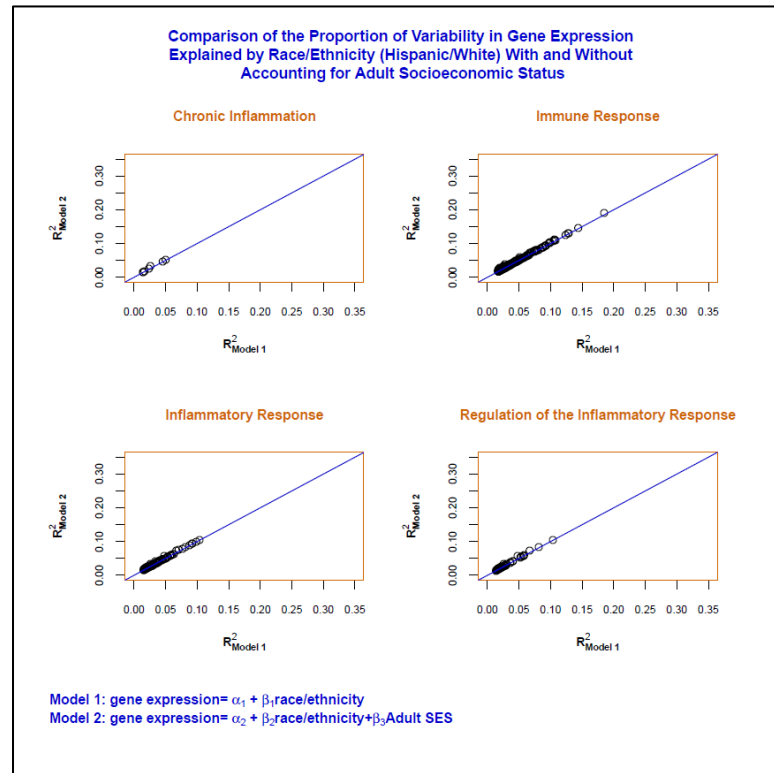 Comparison of the Proportion of Variability in Gene Expression
Explained by Race/Ethnicity (Hispanic/White) With and Without
Accounting for Adult Socioeconomic Status
Chronic Inflammation
R²Model 2
0.00 0.10 0.20 0.30
0.00 0.05 0.10 0.15 0.20 0.25 0.30 0.35
R²Model 1
Immune Response
R²Model 2
0.00 0.10 0.20 0.30
0.00 0.05 0.10 0.15 0.20 0.25 0.30 0.35
R²Model 1
Inflammatory Response
R²Model 2
0.00 0.10 0.20 0.30
0.00 0.05 0.10 0.15 0.20 0.25 0.30 0.35
R²Model 1
Regulation of the Inflammatory Response
R²Model 2
0.00 0.10 0.20 0.30
0.00 0.05 0.10 0.15 0.20 0.25 0.30 0.35
R²Model 1
Model 1: gene expression= α₁ + β₁race/ethnicity
Model 2: gene expression= α₂ + β₂race/ethnicity+β₃Adult SES